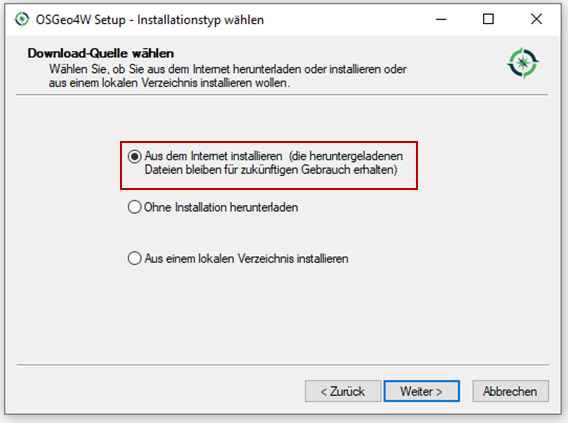 OSGeo4W Setup - Installationstyp wählen
Download-Quelle wählen
Wählen Sie, ob Sie aus dem Internet herunterladen oder installieren oder
aus einem lokalen Verzeichnis installieren wollen.
Aus dem Internet installieren (die heruntergeladenen
Dateien bleiben für zukünftigen Gebrauch erhalten)
Ohne Installation herunterladen
Aus einem lokalen Verzeichnis installieren
< Zurück Weiter > Abbrechen